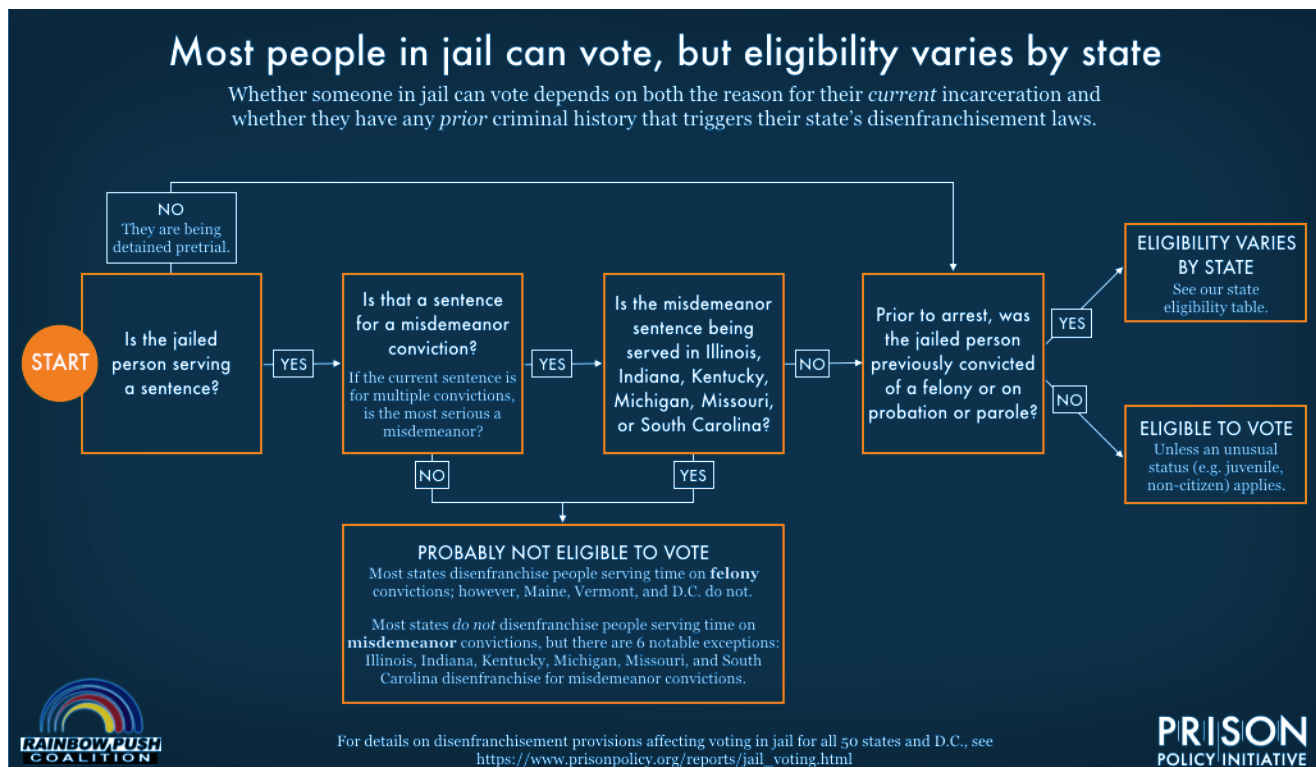 Most people in jail can vote, but eligibility varies by state
Whether someone in jail can vote depends on both the reason for their current incarceration and
whether they have any prior criminal history that triggers their state's disenfranchisement laws.
NO
They are being
detained pretrial.
START
Is the jailed
person serving
a sentence?
YES
Is that a sentence
for a misdemeanor
conviction?
If the current sentence is
for multiple convictions,
is the most serious a
misdemeanor?
YES
Is the misdemeanor
sentence being
served in Illinois,
Indiana, Kentucky,
Michigan, Missouri,
or South Carolina?
NO
Prior to arrest, was
the jailed person
previously convicted
of a felony or on
probation or parole?
YES
ELIGIBILITY VARIES
BY STATE
See our state
eligibility table.
NO
ELIGIBLE TO VOTE
Unless an unusual
status (e.g. juvenile,
non-citizen) applies.
NO
YES
PROBABLY NOT ELIGIBLE TO VOTE
Most states disenfranchise people serving time on felony
convictions; however, Maine, Vermont, and D.C. do not.
Most states do not disenfranchise people serving time on
misdemeanor convictions, but there are 6 notable exceptions:
Illinois, Indiana, Kentucky, Michigan, Missouri, and South
Carolina disenfranchise for misdemeanor convictions.
RAINBOW PUSH
COALITION
For details on disenfranchisement provisions affecting voting in jail for all 50 states and D.C., see
https://www.prisonpolicy.org/reports/jail_voting.html
PRISON
POLICY INITIATIVE